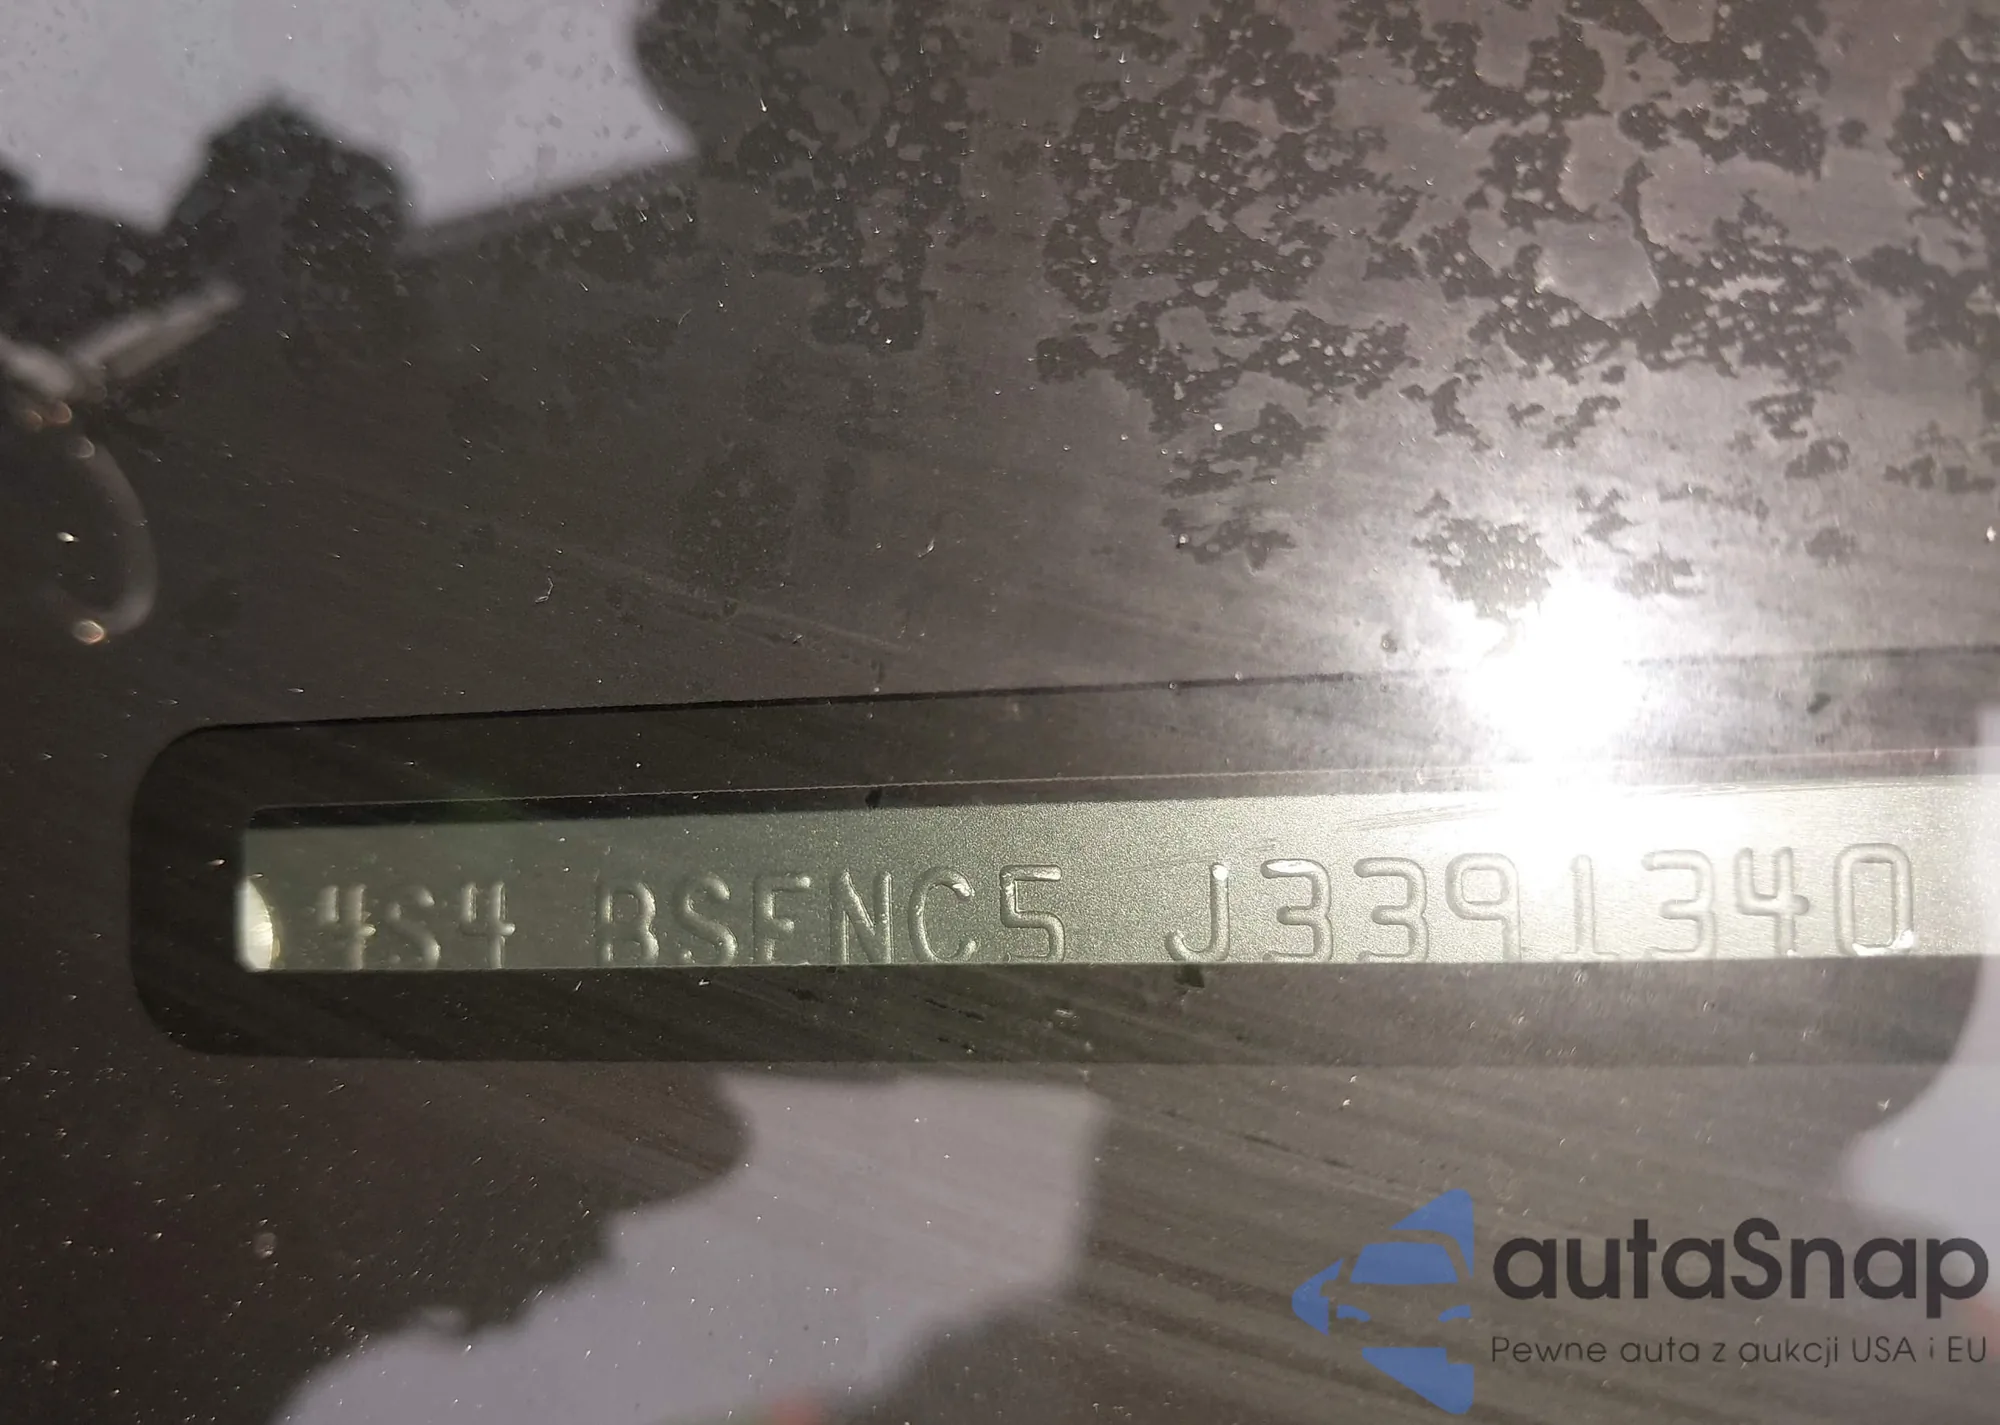 4S4 BSENC5 J3391340
autaSnap
Pewne auta z aukcji USA i EU